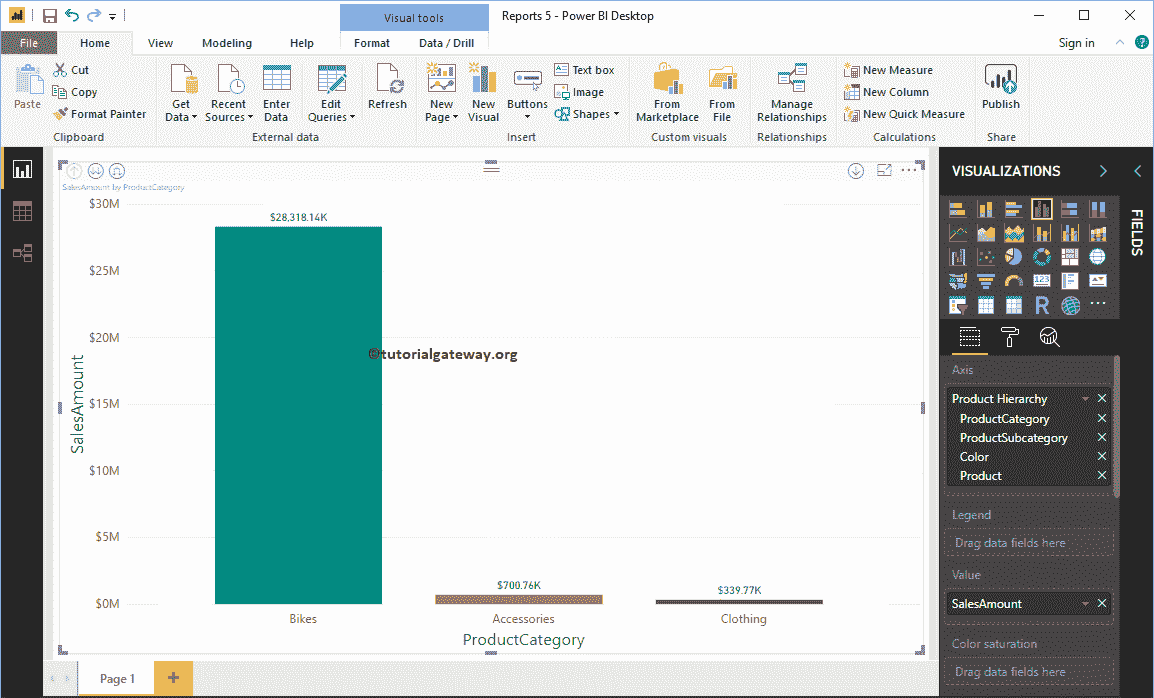 Visual tools
Reports 5 - Power BI Desktop
File
Home
View
Modeling
Help
Format
Data / Drill
Sign in
?
Paste
Cut
Copy
Format Painter
Clipboard
Get Data
Recent Sources
Enter Data
Edit Queries
External data
Refresh
New Page
New Visual
Buttons
Text box
Image
Shapes
Insert
From Marketplace
From File
Custom visuals
Manage Relationships
Relationships
New Measure
New Column
New Quick Measure
Calculations
Publish
Share
SalesAmount by ProductCategory
$30M
$25M
$20M
$15M
$10M
$5M
$0M
SalesAmount
$28,318.14K
$700.76K
$339.77K
©tutorialgateway.org
Bikes
Accessories
Clothing
ProductCategory
Page 1
VISUALIZATIONS
FIELDS
123
R
Axis
Product Hierarchy
ProductCategory
ProductSubcategory
Color
Product
Legend
Drag data fields here
Value
SalesAmount
Color saturation
Drag data fields here